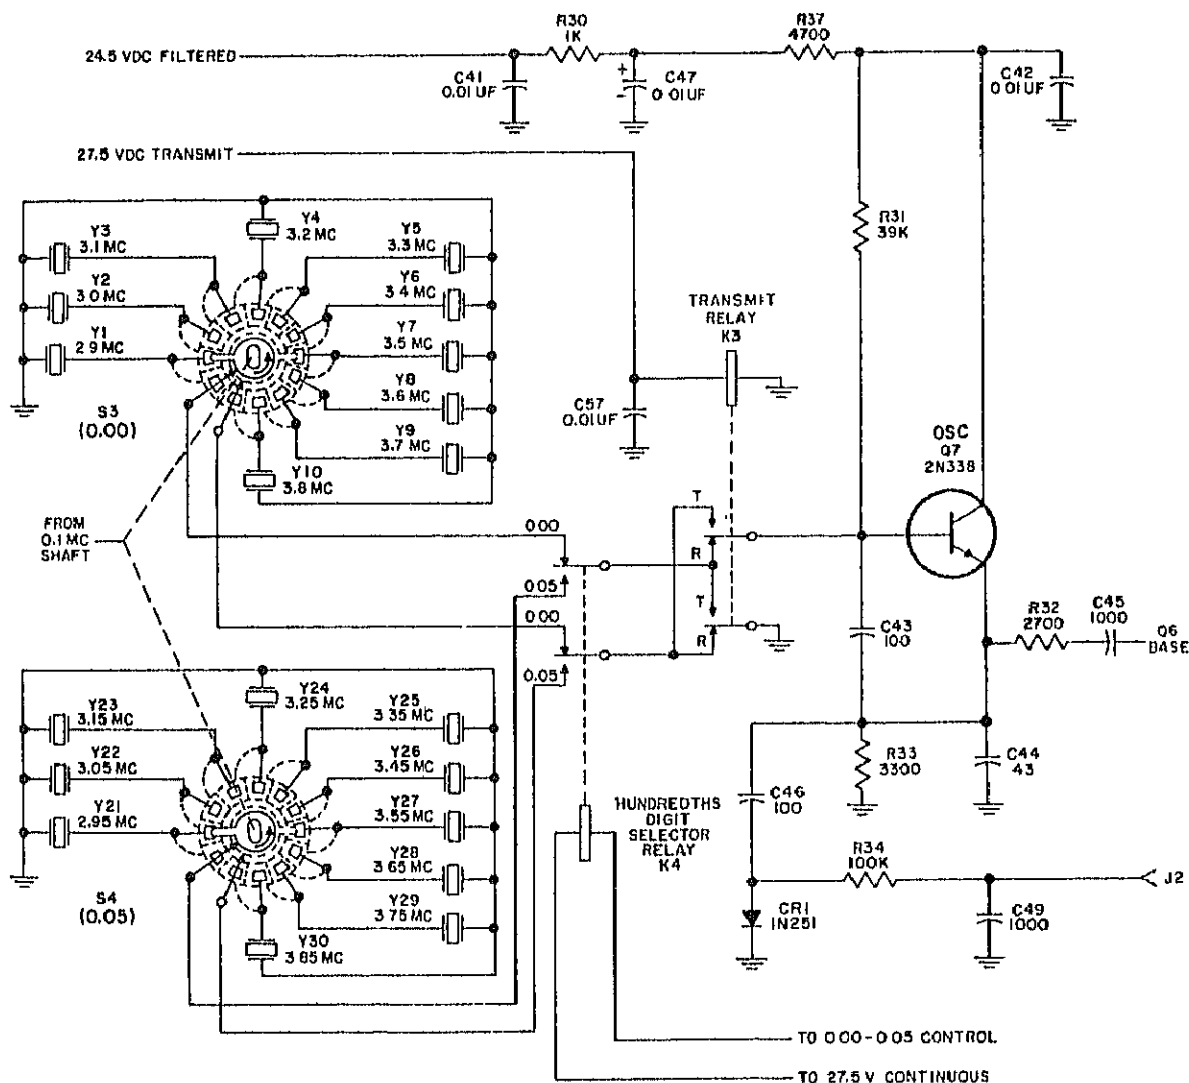 R30
1K
R37
4700
24.5 VDC FILTERED
C41
0.01UF
+
-
C47
0.01UF
C42
0.01UF
27.5 VDC TRANSMIT
Y3
3.1 MC
Y4
3.2 MC
Y5
3.3 MC
Y2
3.0 MC
Y6
3.4 MC
Y1
2.9 MC
Y7
3.5 MC
Y8
3.6 MC
Y9
3.7 MC
Y10
3.8 MC
S3
(0.00)
R31
39K
TRANSMIT
RELAY
K3
C57
0.01UF
OSC
Q7
2N338
FROM
0.1 MC
SHAFT
0.00
0.05
0.00
0.05
T
R
T
R
C43
100
R32
2700
C45
1000
Q6
BASE
Y23
3.15 MC
Y24
3.25 MC
Y25
3.35 MC
Y22
3.05 MC
Y26
3.45 MC
Y21
2.95 MC
Y27
3.55 MC
Y28
3.65 MC
Y29
3.75 MC
Y30
3.85 MC
S4
(0.05)
R33
3300
C44
43
C46
100
HUNDREDTHS
DIGIT
SELECTOR
RELAY
K4
R34
100K
J2
CR1
1N251
C49
1000
TO 0.00-0.05 CONTROL
TO 27.5 V CONTINUOUS